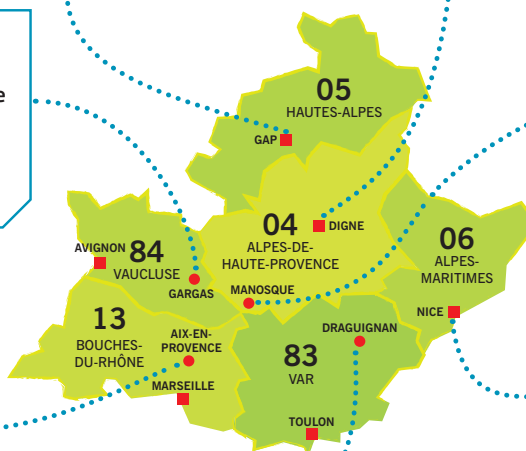 e
05
HAUTES-ALPES
GAP
04
ALPES-DE-
HAUTE-PROVENCE
DIGNE
06
ALPES-
MARITIMES
AVIGNON
84
VAUCLUSE
GARGAS
MANOSQUE
NICE
13
BOUCHES-
DU-RHÔNE
AIX-EN-
PROVENCE
MARSEILLE
83
VAR
DRAGUIGNAN
TOULON